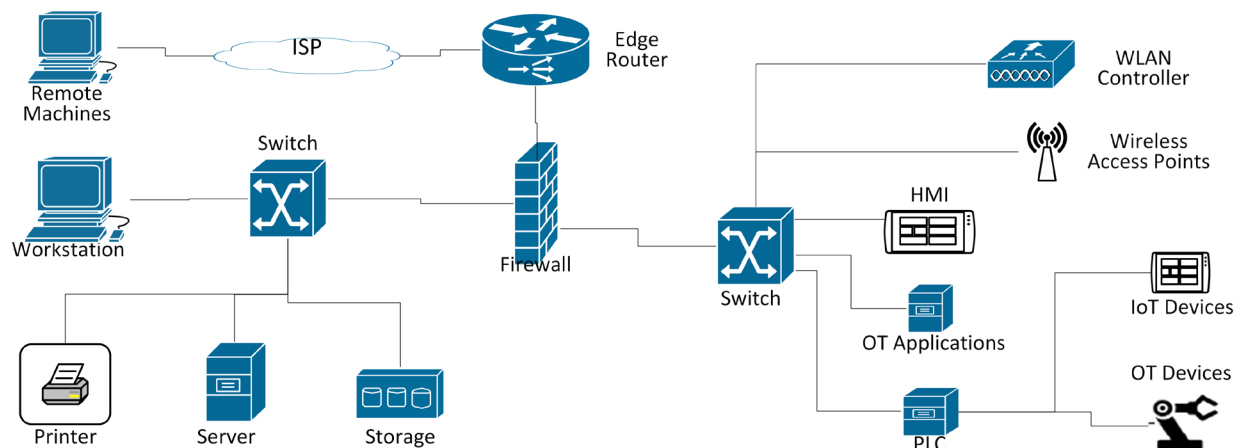 ISP
Edge
Router
WLAN
Controller
Remote
Machines
Switch
Wireless
Access Points
HMI
Workstation
Firewall
Switch
IoT Devices
OT Applications
OT Devices
Printer
Server
Storage
PLC